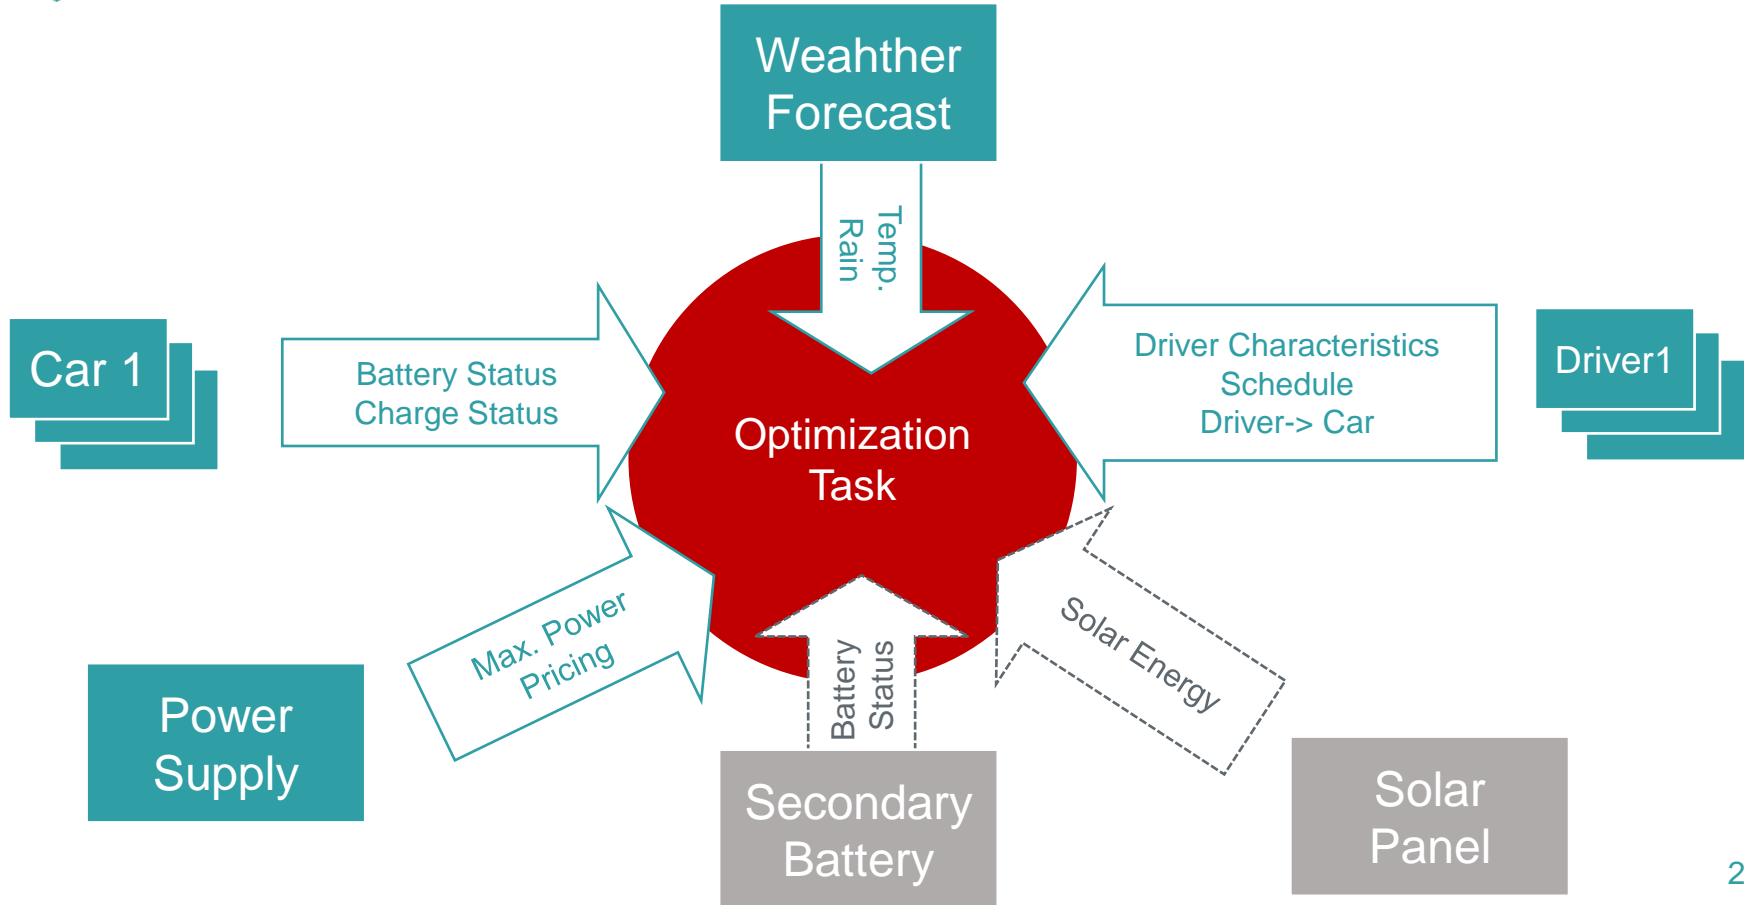 Weahther
Forecast
Temp.
Rain
Car 1
Battery Status
Charge Status
Driver Characteristics
Schedule
Driver-> Car
Driver1
Optimization
Task
Max. Power
Pricing
Power
Supply
Battery
Status
Secondary
Battery
Solar Energy
Solar
Panel
2